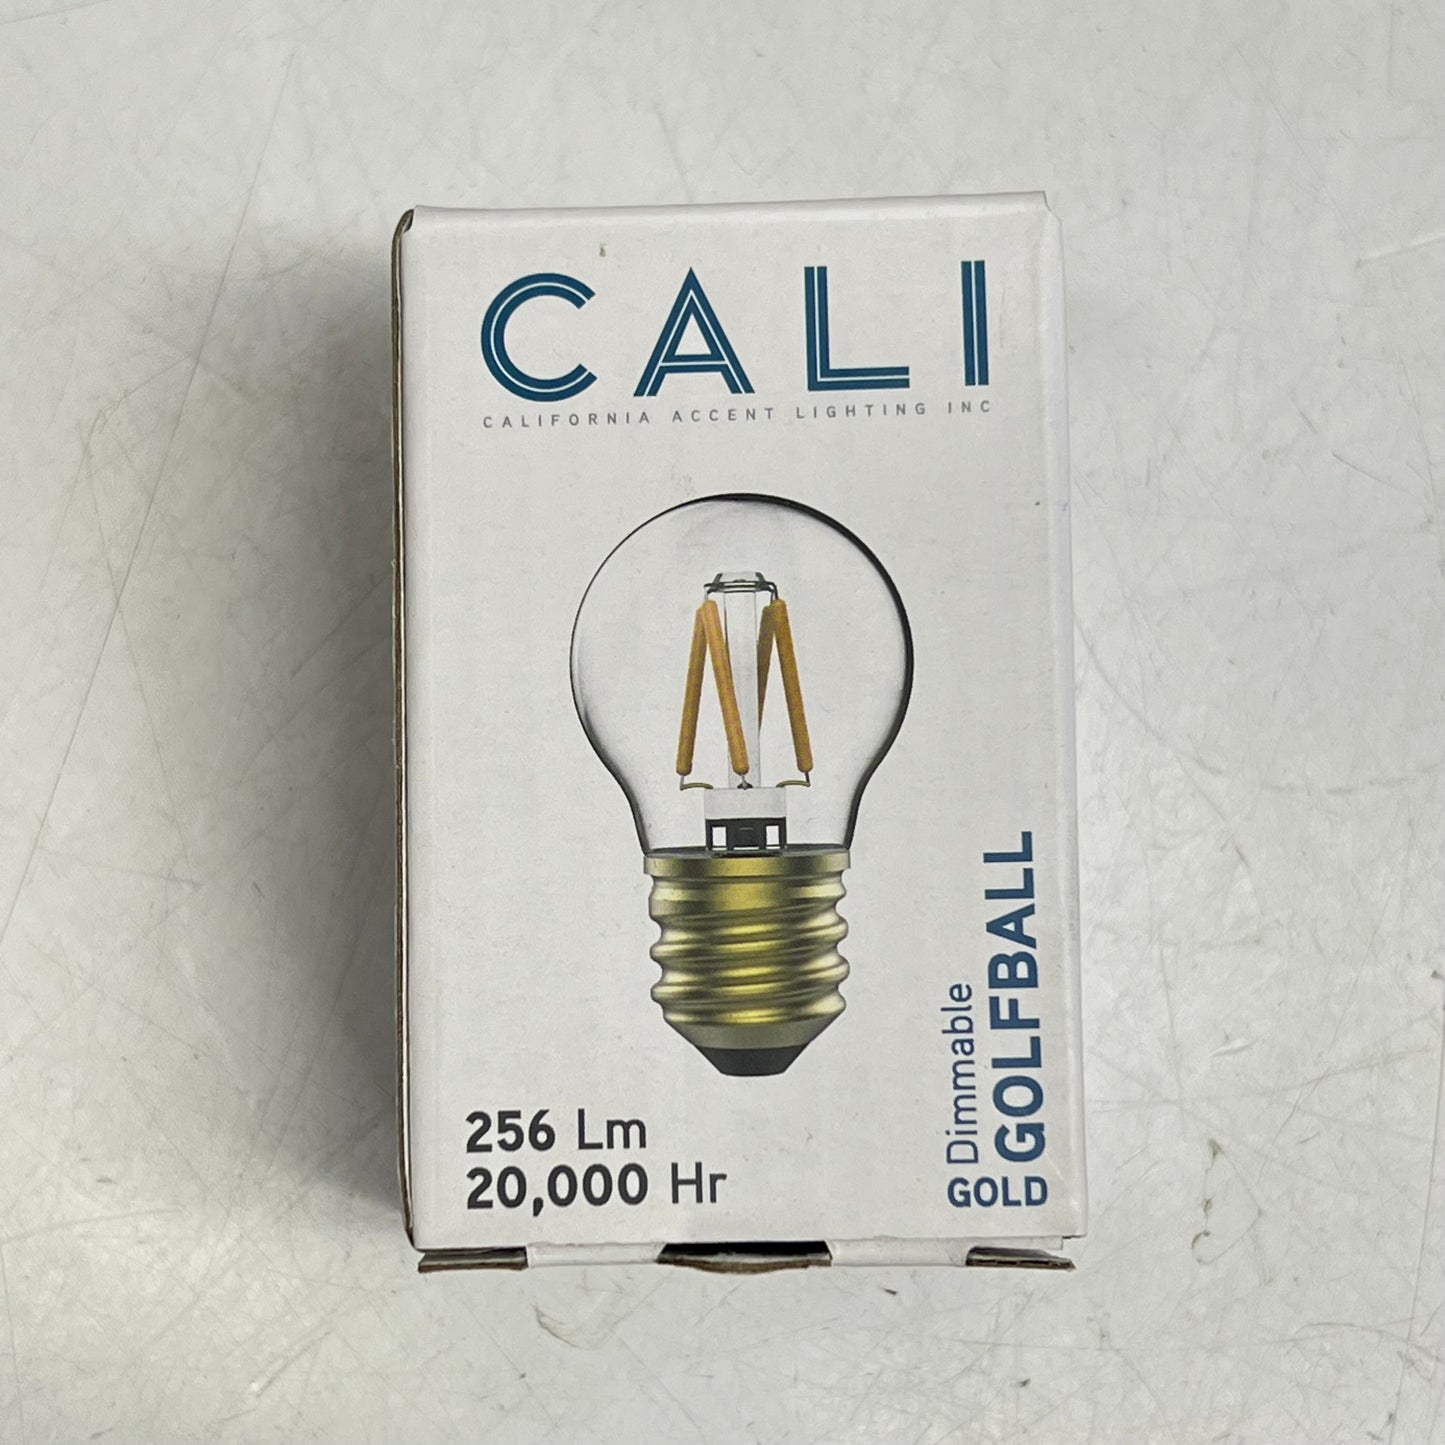 CALI
CALIFORNIA ACCENT LIGHTING INC
256 Lm
20,000 Hr
Dimmable
GOLFBALL
GOLD